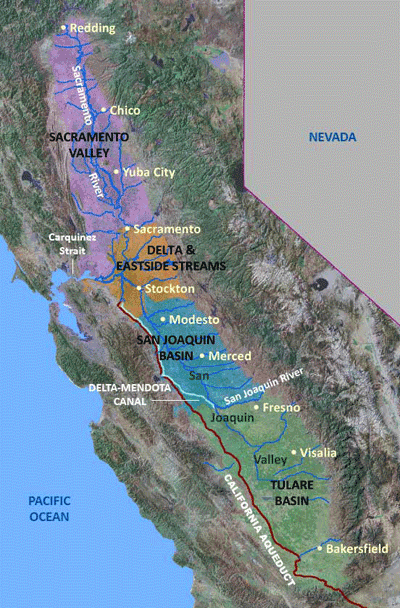 Redding
Sacramento
Chico
SACRAMENTO
VALLEY
NEVADA
Yuba City
River
Sacramento
Carquinez
Strait
DELTA &
EASTSIDE STREAMS
Stockton
Modesto
SAN JOAQUIN
BASIN
Merced
San
San Joaquin River
DELTA-MENDOTA
CANAL
Fresno
Joaquin
Visalia
Valley
TULARE
BASIN
CALIFORNIA AQUEDUCT
PACIFIC
OCEAN
Bakersfield